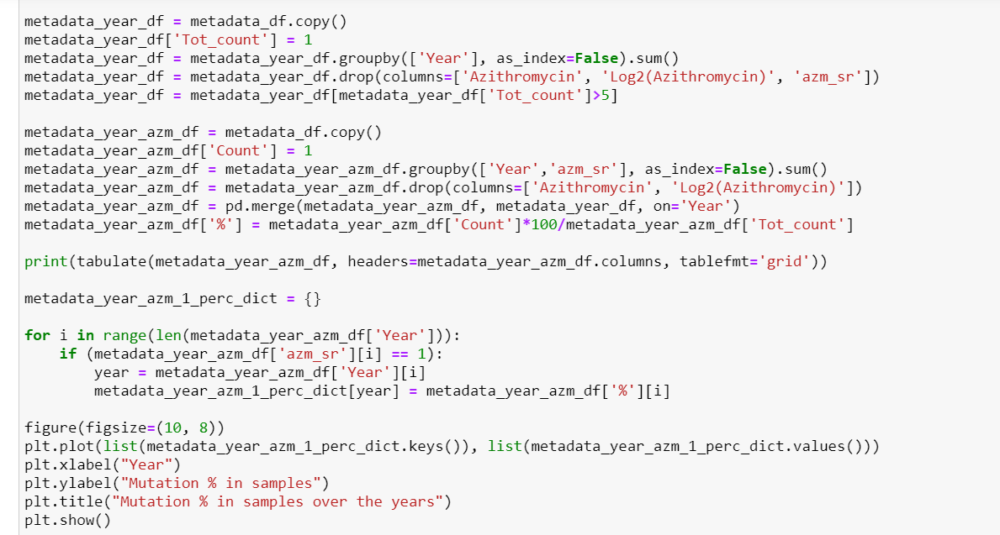 metadata_year_df = metadata_df.copy()
metadata_year_df['Tot_count'] = 1
metadata_year_df = metadata_year_df.groupby(['Year'], as_index=False).sum()
metadata_year_df = metadata_year_df.drop(columns=['Azithromycin', 'Log2(Azithromycin)', 'azm_sr'])
metadata_year_df = metadata_year_df[metadata_year_df['Tot_count']>5]

metadata_year_azm_df = metadata_df.copy()
metadata_year_azm_df['Count'] = 1
metadata_year_azm_df = metadata_year_azm_df.groupby(['Year','azm_sr'], as_index=False).sum()
metadata_year_azm_df = metadata_year_azm_df.drop(columns=['Azithromycin', 'Log2(Azithromycin)'])
metadata_year_azm_df = pd.merge(metadata_year_azm_df, metadata_year_df, on='Year')
metadata_year_azm_df['%'] = metadata_year_azm_df['Count']*100/metadata_year_azm_df['Tot_count']

print(tabulate(metadata_year_azm_df, headers=metadata_year_azm_df.columns, tablefmt='grid'))

metadata_year_azm_1_perc_dict = {}

for i in range(len(metadata_year_azm_df['Year'])):
    if (metadata_year_azm_df['azm_sr'][i] == 1):
        year = metadata_year_azm_df['Year'][i]
        metadata_year_azm_1_perc_dict[year] = metadata_year_azm_df['%'][i]

figure(figsize=(10, 8))
plt.plot(list(metadata_year_azm_1_perc_dict.keys()), list(metadata_year_azm_1_perc_dict.values()))
plt.xlabel("Year")
plt.ylabel("Mutation % in samples")
plt.title("Mutation % in samples over the years")
plt.show()